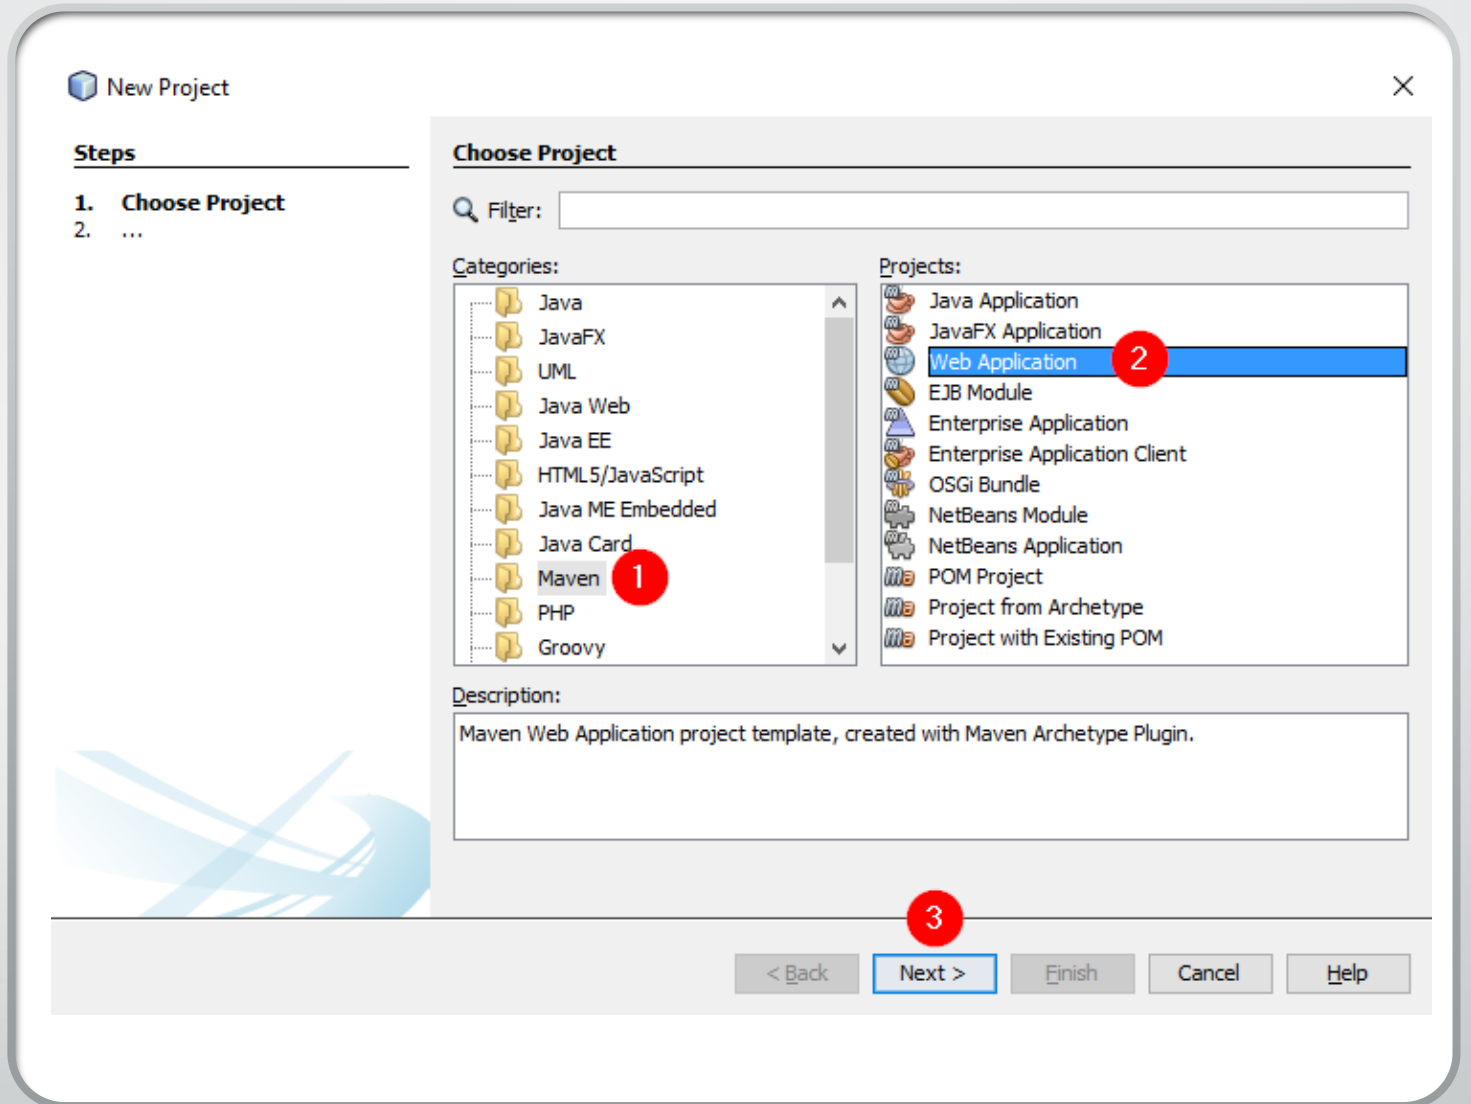 New Project
Steps
1. Choose Project
2. ...
Choose Project
Filter:
Categories:
Java
JavaFX
UML
Java Web
Java EE
HTML5/JavaScript
Java ME Embedded
Java Card
Maven 1
PHP
Groovy
Projects:
Java Application
JavaFX Application
Web Application 2
EJB Module
Enterprise Application
Enterprise Application Client
OSGi Bundle
NetBeans Module
NetBeans Application
POM Project
Project from Archetype
Project with Existing POM
Description:
Maven Web Application project template, created with Maven Archetype Plugin.
3
< Back Next > Finish Cancel Help